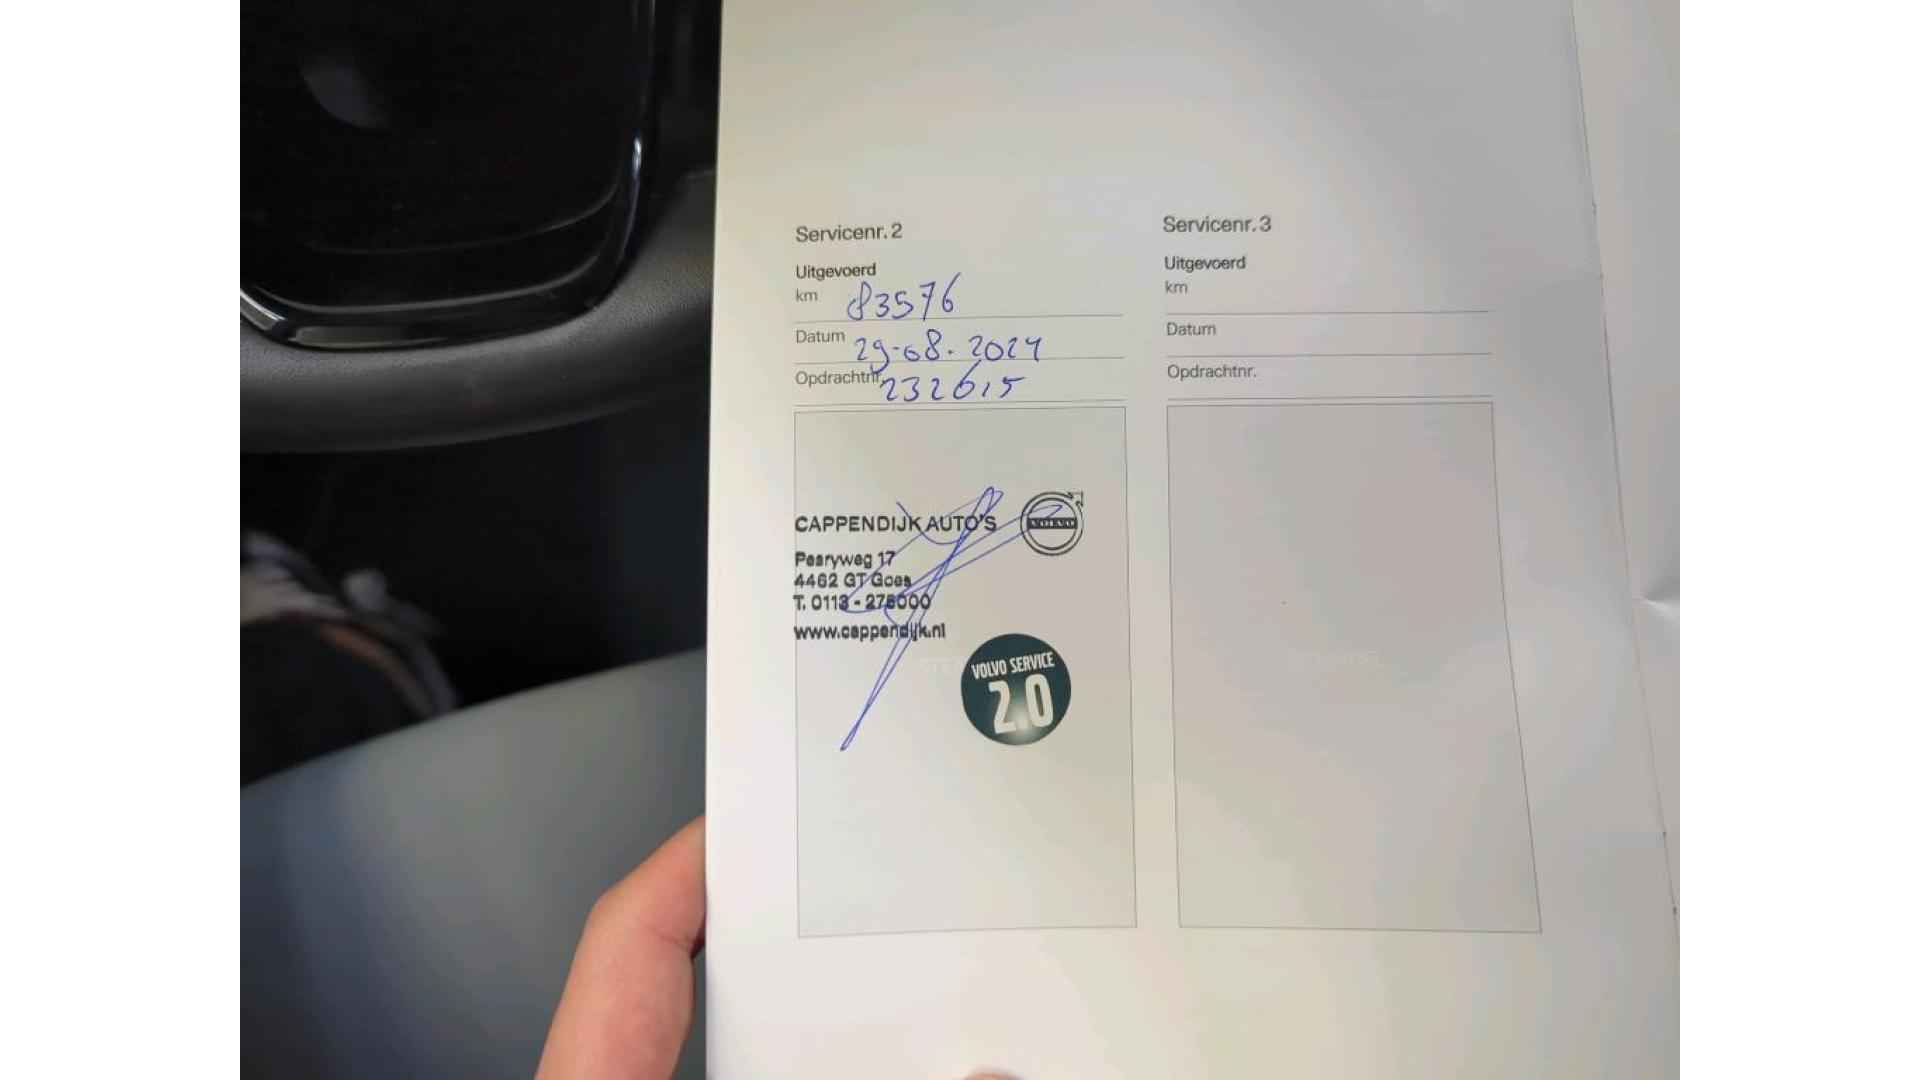 Servicenr. 2
Uitgevoerd
km 83576
Datum 29-08-2024
Opdrachtnr. 232615
CAPPENDIJK AUTO'S
VOLVO
Pearyweg 17
4462 GT Goes
T. 0113 - 276000
www.cappendijk.nl
VOLVO SERVICE
2.0
Servicenr. 3
Uitgevoerd
km
Datum
Opdrachtnr.